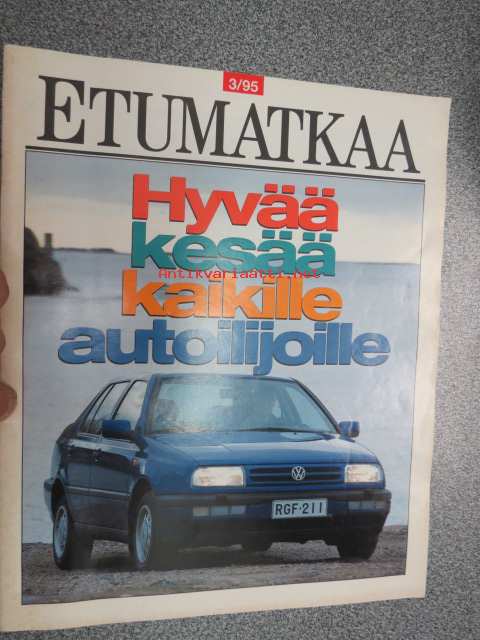 3/95
ETUMATKAA
Hyvää
kesää
Antikvariaatti.net
kaikille
autoilijoille
RGF-211